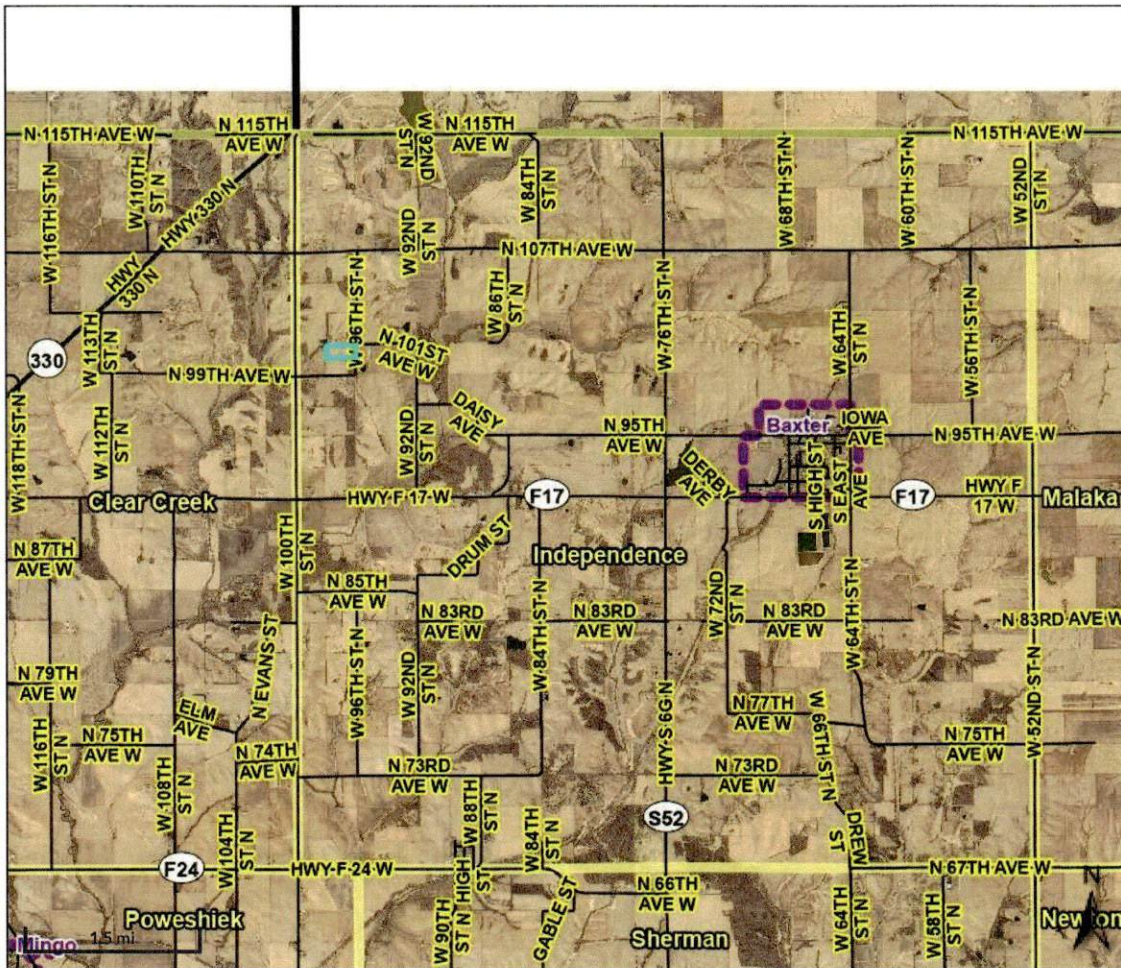 N 115TH AVE W
N 115TH
AVE W
W 92ND
ST N
N 115TH
AVE W
N 115TH AVE W
W 116TH ST N
W 110TH
ST N
HWY 330 N
W 84TH
ST N
W 68TH ST N
W 60TH ST N
W 52ND
ST N
W 92ND
ST N
N 107TH AVE W
HWY
330 N
W 96TH ST N
W 86TH
ST N
W 76TH ST N
W 64TH
ST N
W 56TH ST N
330
W 113TH
ST N
N 101ST
AVE W
N 99TH AVE W
W 118TH ST N
W 112TH
ST N
W 92ND
ST N
DAISY
AVE
N 95TH
AVE W
Baxter
IOWA
AVE
N 95TH AVE W
DERBY
AVE
S HIGH ST
S EAST
AVE
Clear Creek
HWY F 17 W
F17
F17
HWY F
17 W
Malaka
N 87TH
AVE W
W 100TH
ST N
DRUM ST
Independence
N 85TH
AVE W
N 83RD
AVE W
N 83RD
AVE W
W 72ND
ST N
N 83RD
AVE W
W 64TH ST N
N 83RD AVE W
N EVANS ST
N 79TH
AVE W
W 96TH ST N
W 92ND
ST N
W 84TH ST N
HWY S 6G N
ELM
AVE
N 77TH
AVE W
W 66TH ST N
W 52ND ST N
W 116TH
ST N
N 75TH
AVE W
N 74TH
AVE W
N 75TH
AVE W
W 108TH
ST N
N 73RD
AVE W
N 73RD
AVE W
W 104TH
ST N
W 88TH
ST N
W 84TH
ST N
S52
DREW
ST
F24
HWY F 24 W
N 67TH AVE W
W 90TH
ST N
HIGH
ST
GABLE ST
N 66TH
AVE W
W 64TH
ST N
W 58TH
ST N
N
Poweshiek
Sherman
Newton
Mingo
1.5 mi